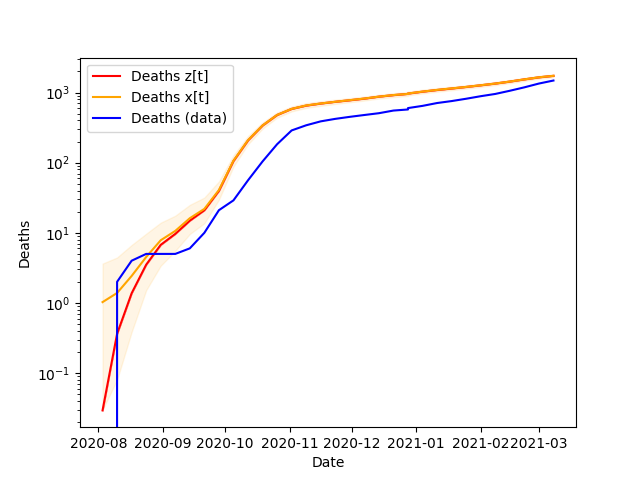 Deaths z[t]
Deaths x[t]
Deaths (data)
Deaths
10³
10²
10¹
10⁰
10⁻¹
2020-08 2020-09 2020-10 2020-11 2020-12 2021-01 2021-02 2021-03
Date